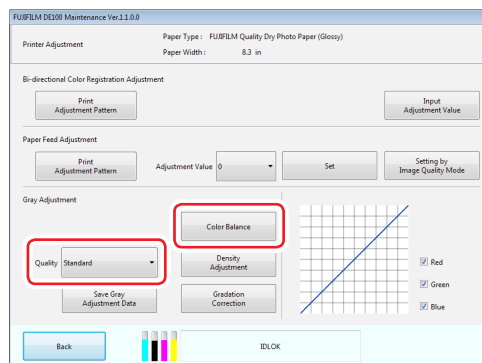 FUJIFILM DE100 Maintenance Ver.1.1.0.0
Printer Adjustment
Paper Type : FUJIFILM Quality Dry Photo Paper (Glossy)
Paper Width : 8.3 in
Bi-directional Color Registration Adjustment
Print
Adjustment Pattern
Input
Adjustment Value
Paper Feed Adjustment
Print
Adjustment Pattern
Adjustment Value 0
Set
Setting by
Image Quality Mode
Gray Adjustment
Color Balance
Quality Standard
Density
Adjustment
Save Gray
Adjustment Data
Gradation
Correction
Red
Green
Blue
Back
IDLOK